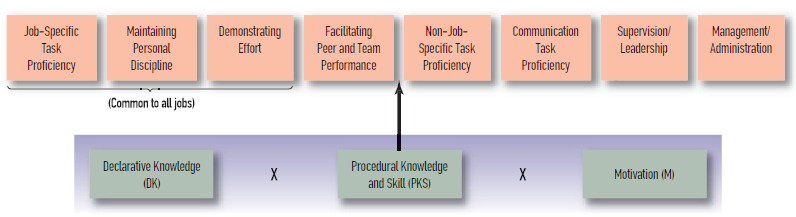 Job-Specific
Task
Proficiency
Maintaining
Personal
Discipline
Demonstrating
Effort
Facilitating
Peer and Team
Performance
Non-Job-
Specific Task
Proficiency
Communication
Task
Proficiency
Supervision/
Leadership
Management/
Administration
(Common to all jobs)
Declarative Knowledge
(DK)
X
Procedural Knowledge
and Skill (PKS)
X
Motivation (M)